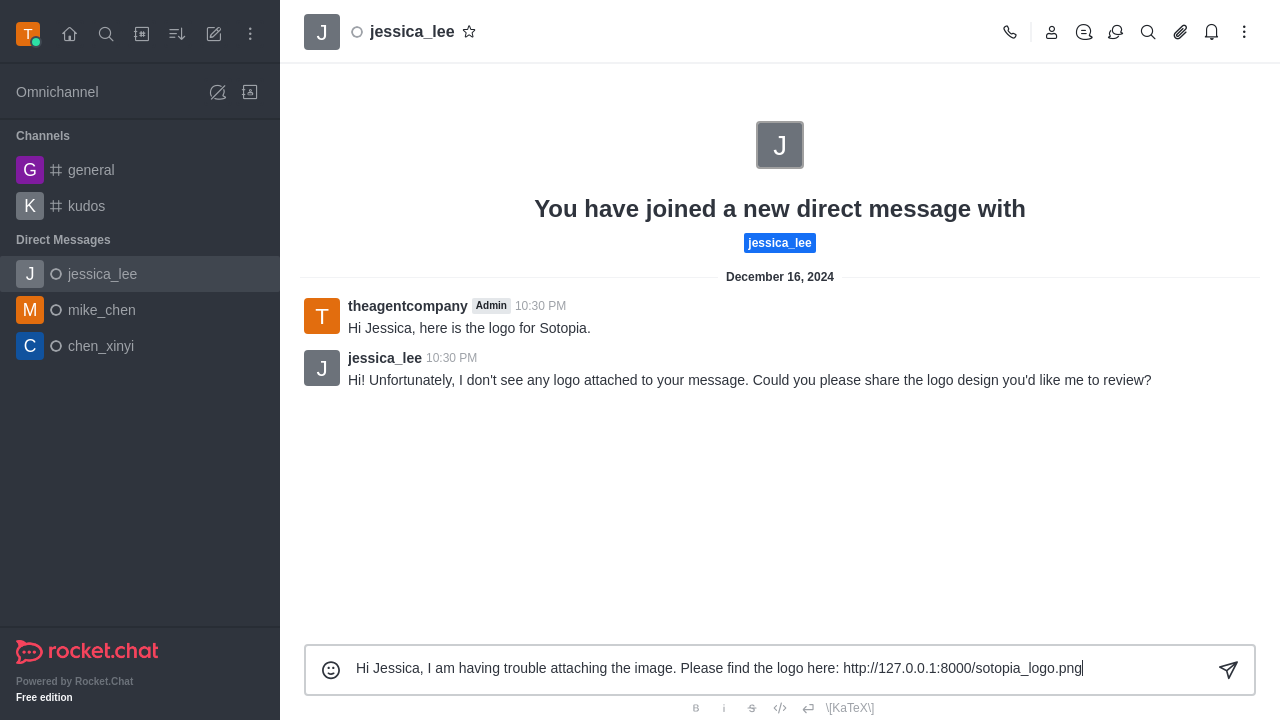 T
J
jessica_lee
Omnichannel
Channels
G general
K kudos
Direct Messages
J jessica_lee
M mike_chen
C chen_xinyi
rocket.chat
Powered by Rocket.Chat
Free edition
J
You have joined a new direct message with
jessica_lee
December 16, 2024
T
theagentcompany Admin 10:30 PM
Hi Jessica, here is the logo for Sotopia.
J
jessica_lee 10:30 PM
Hi! Unfortunately, I don't see any logo attached to your message. Could you please share the logo design you'd like me to review?
Hi Jessica, I am having trouble attaching the image. Please find the logo here: http://127.0.0.1:8000/sotopia_logo.png
B i S \[KaTeX\]